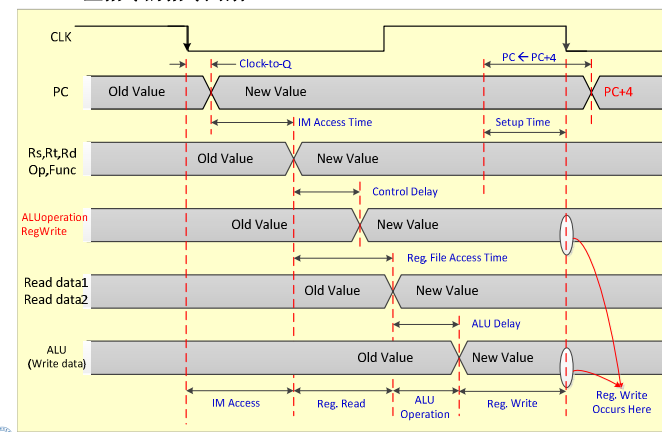 CLK
Clock-to-Q
PC ← PC+4
PC
Old Value
New Value
PC+4
IM Access Time
Setup Time
Rs,Rt,Rd
Op,Func
Old Value
New Value
Control Delay
ALUoperation
RegWrite
Old Value
New Value
Reg. File Access Time
Read data1
Read data2
Old Value
New Value
ALU Delay
ALU
(Write data)
Old Value
New Value
IM Access
Reg. Read
ALU
Operation
Reg. Write
Reg. Write
Occurs Here